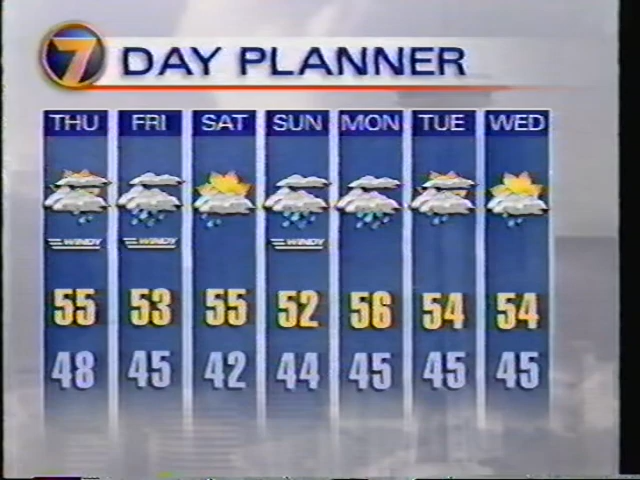 7 DAY PLANNER
THU FRI SAT SUN MON TUE WED
WINDY WINDY WINDY
55 53 55 52 56 54 54
48 45 42 44 45 45 45